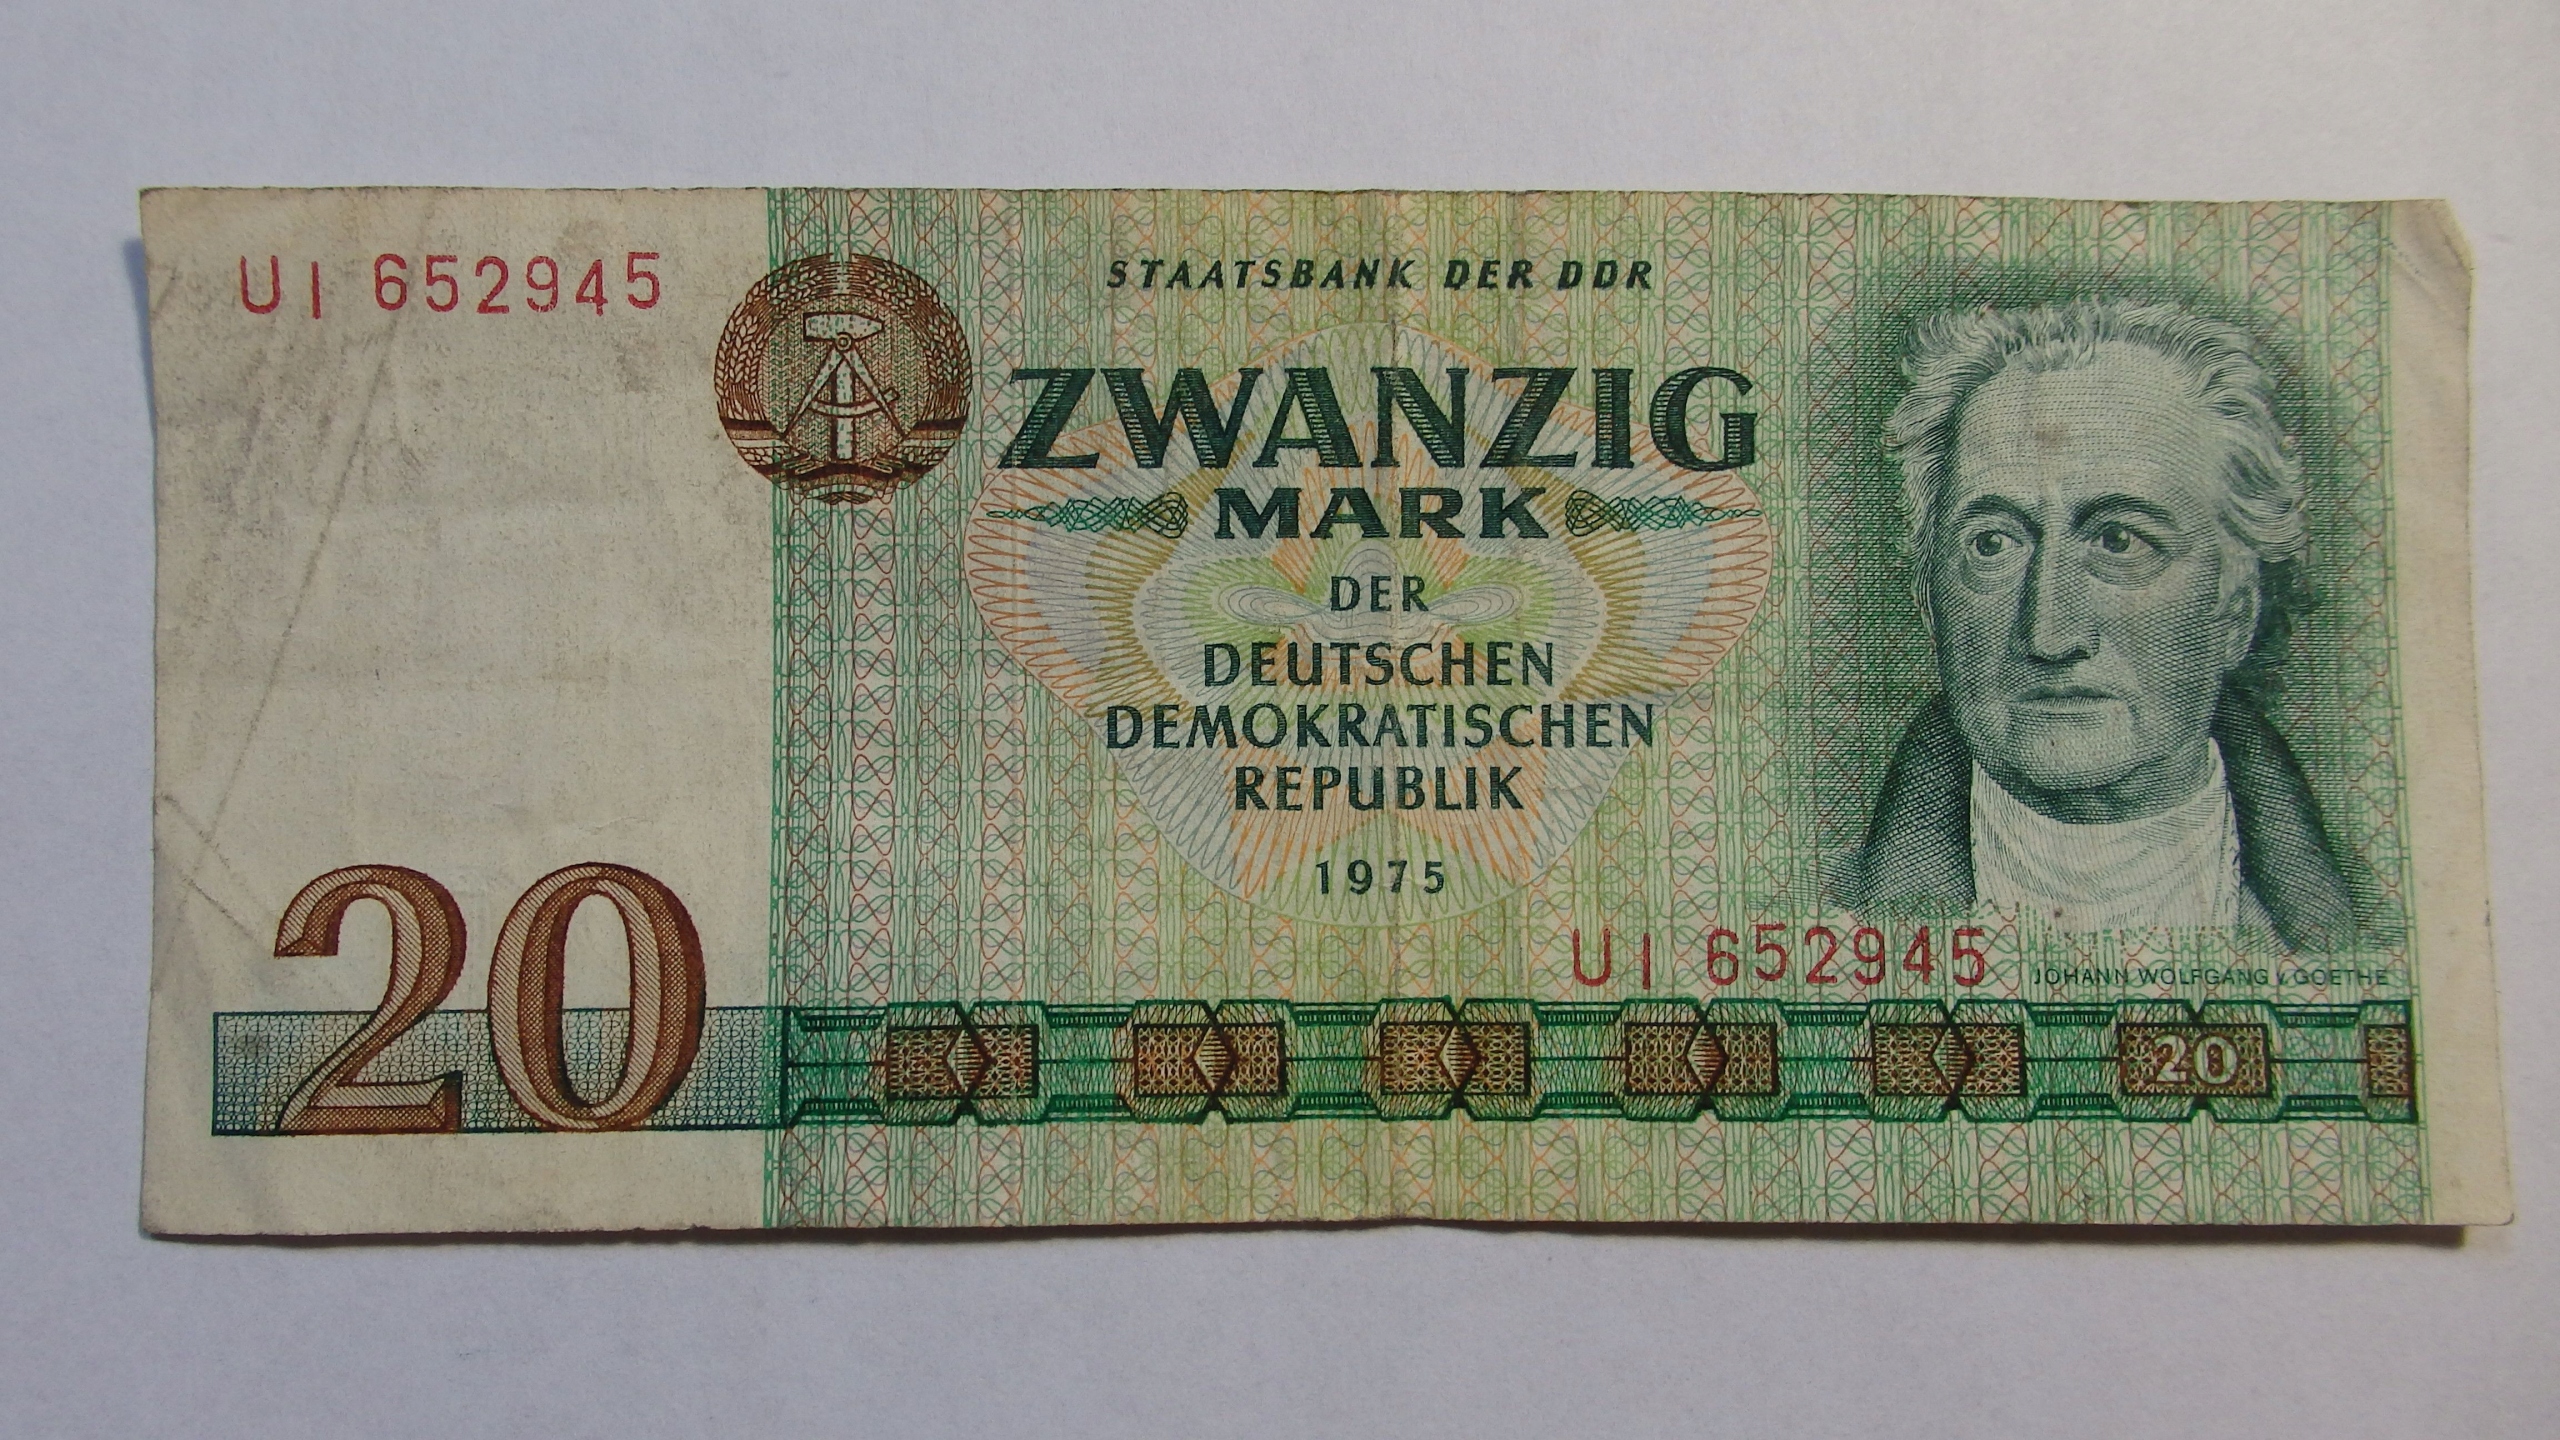 UI 652945
STAATSBANK DER DDR
ZWANZIG
MARK
DER
DEUTSCHEN
DEMOKRATISCHEN
REPUBLIK
1975
UI 652945
JOHANN WOLFGANG v. GOETHE
20
20